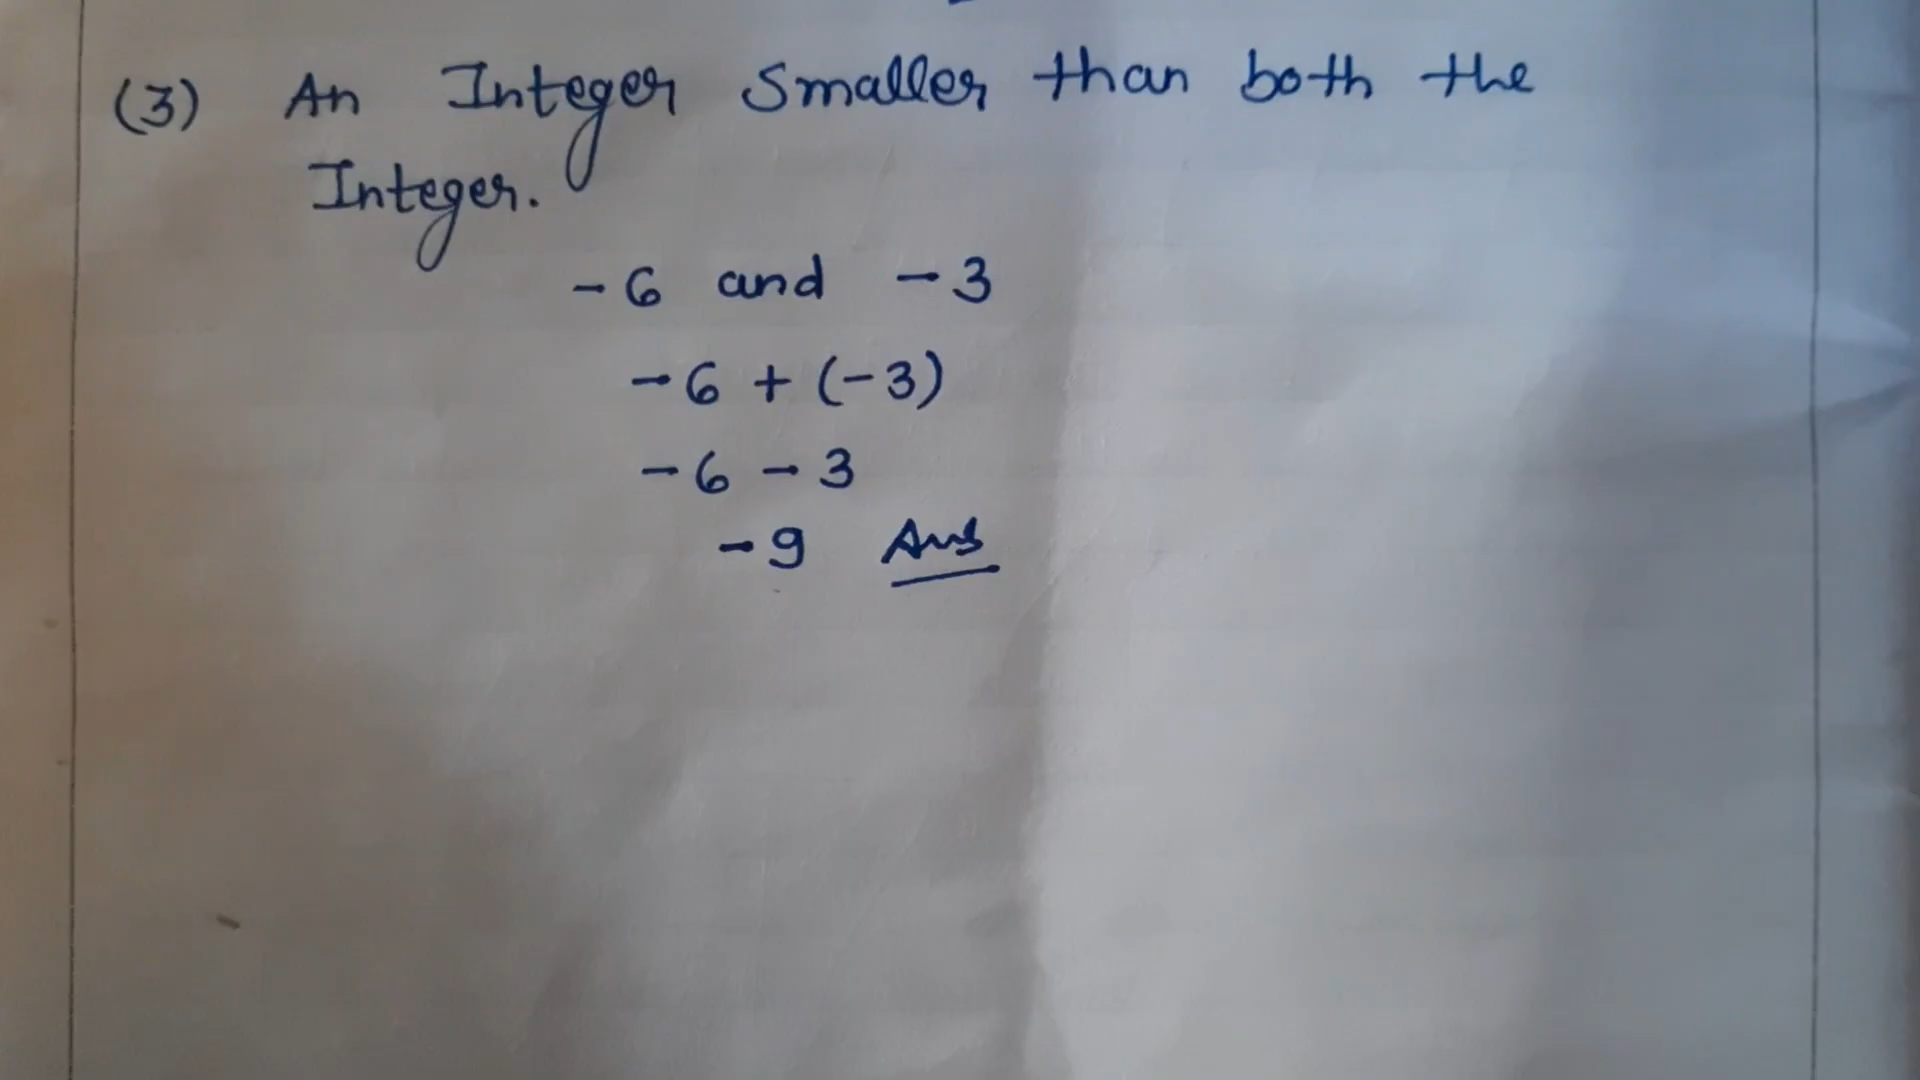 (3) An Integer Smaller than both the
Integer.
-6 and -3
-6 + (-3)
-6 - 3
-9 Ans